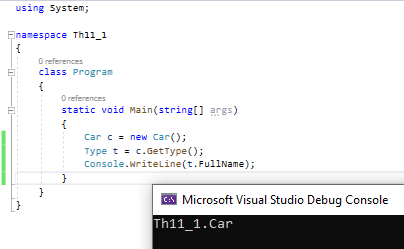 using System;
namespace Th11_1
{
0 references
class Program
{
0 references
static void Main(string[] args)
{
Car c = new Car();
Type t = c.GetType();
Console.WriteLine(t.FullName);
}
}
}
Microsoft Visual Studio Debug Console
Th11_1.Car